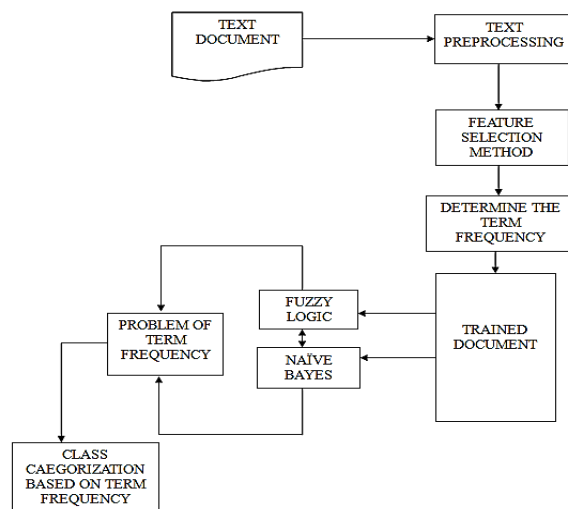 TEXT
DOCUMENT
TEXT
PREPROCESSING
FEATURE
SELECTION
METHOD
DETERMINE THE
TERM
FREQUENCY
TRAINED
DOCUMENT
FUZZY
LOGIC
NAÏVE
BAYES
PROBLEM OF
TERM
FREQUENCY
CLASS
CAEGORIZATION
BASED ON TERM
FREQUENCY